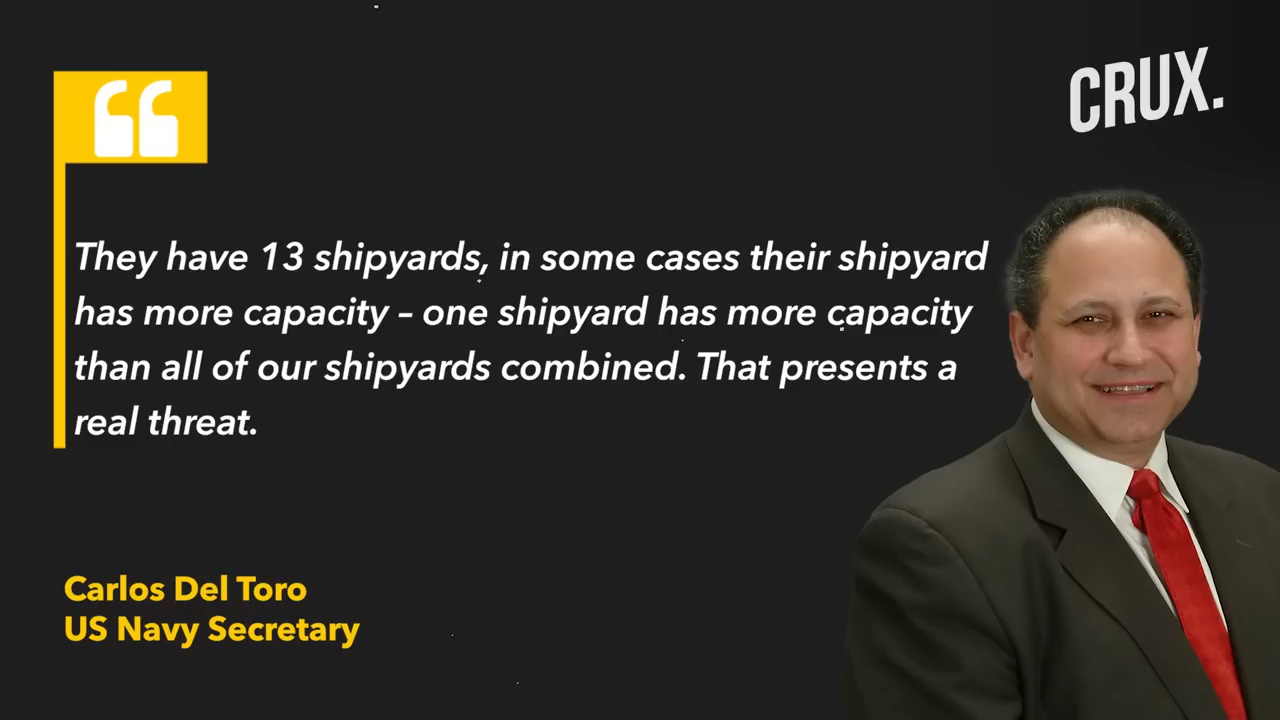 CRUX.
They have 13 shipyards, in some cases their shipyard
has more capacity – one shipyard has more capacity
than all of our shipyards combined. That presents a
real threat.
Carlos Del Toro
US Navy Secretary